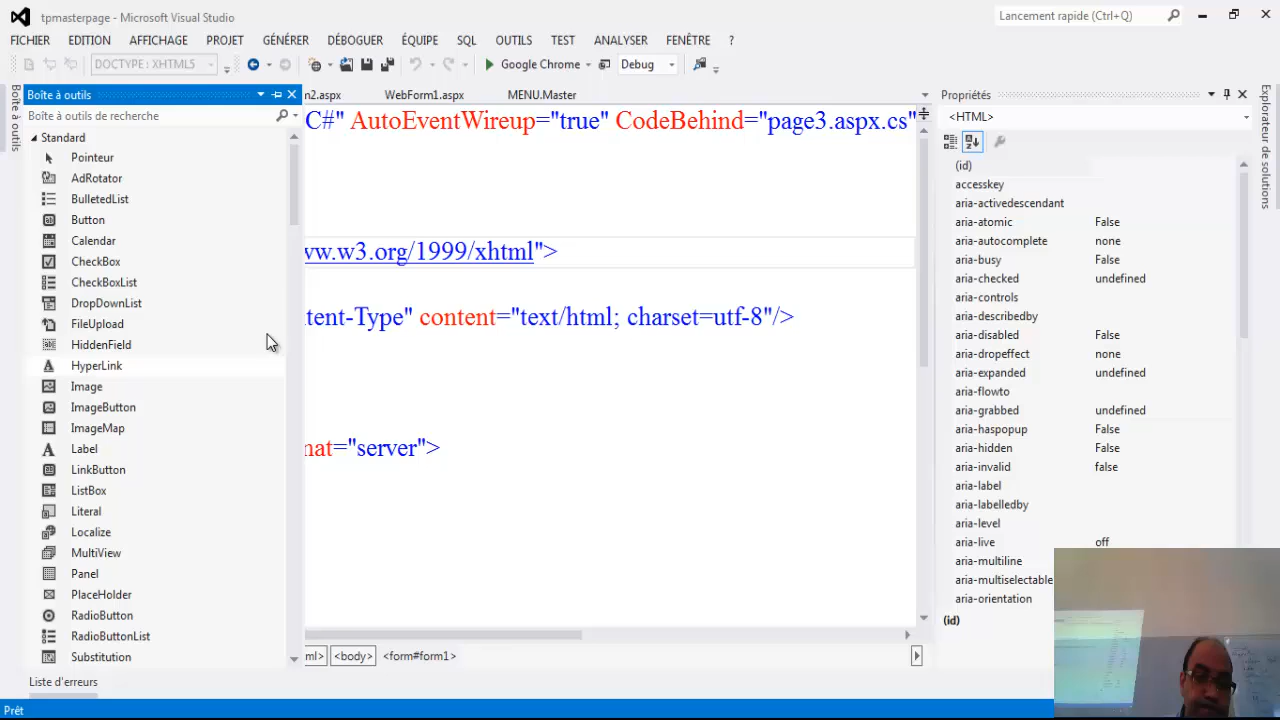 tpmasterpage - Microsoft Visual Studio
Lancement rapide (Ctrl+Q)
FICHIER EDITION AFFICHAGE PROJET GÉNÉRER DÉBOGUER ÉQUIPE SQL OUTILS TEST ANALYSER FENÊTRE ?
DOCTYPE : XHTML5 Google Chrome Debug
Boîte à outils
Boîte à outils
Boîte à outils de recherche
Standard
Pointeur
AdRotator
BulletedList
Button
Calendar
CheckBox
CheckBoxList
DropDownList
FileUpload
HiddenField
HyperLink
Image
ImageButton
ImageMap
Label
LinkButton
ListBox
Literal
Localize
MultiView
Panel
PlaceHolder
RadioButton
RadioButtonList
Substitution
n2.aspx WebForm1.aspx MENU.Master
C#" AutoEventWireup="true" CodeBehind="page3.aspx.cs"
ww.w3.org/1999/xhtml">
tent-Type" content="text/html; charset=utf-8"/>
nat="server">
ml> <body> <form#form1>
Propriétés
<HTML>
(id)
accesskey
aria-activedescendant
aria-atomic False
aria-autocomplete none
aria-busy False
aria-checked undefined
aria-controls
aria-describedby
aria-disabled False
aria-dropeffect none
aria-expanded undefined
aria-flowto
aria-grabbed undefined
aria-haspopup False
aria-hidden False
aria-invalid false
aria-label
aria-labelledby
aria-level
aria-live off
aria-multiline
aria-multiselectable
aria-orientation
(id)
Explorateur de solutions
Liste d'erreurs
Prêt